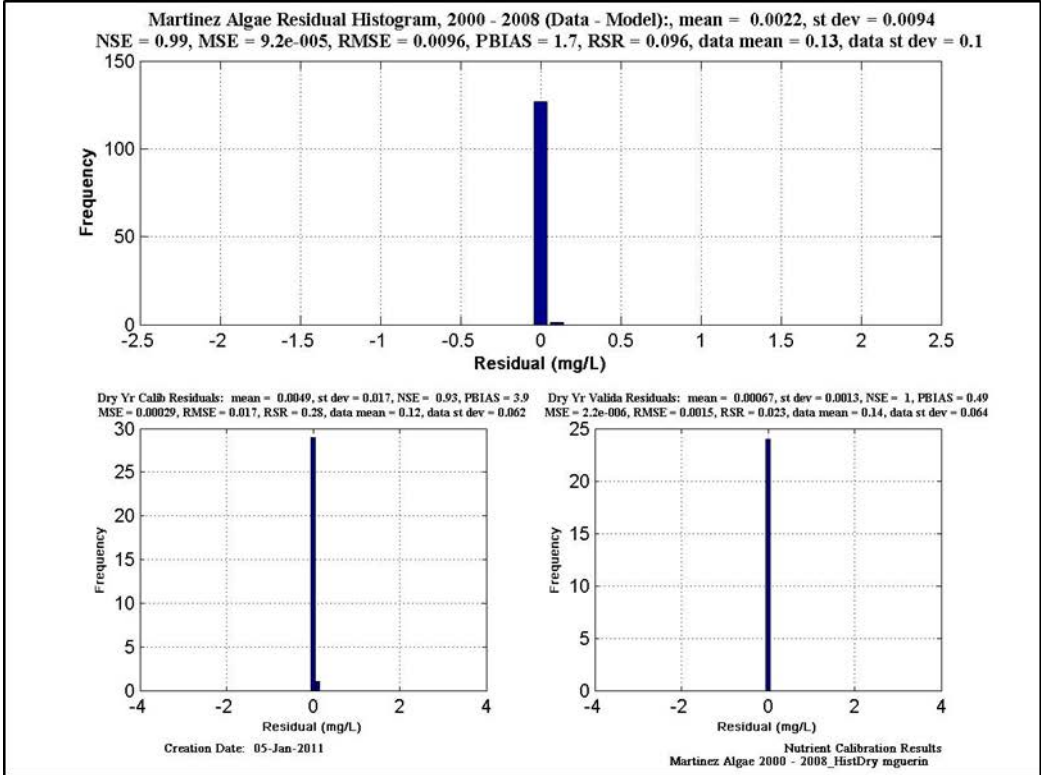 Martinez Algae Residual Histogram, 2000 - 2008 (Data - Model):, mean = 0.0022, st dev = 0.0094
NSE = 0.99, MSE = 9.2e-005, RMSE = 0.0096, PBIAS = 1.7, RSR = 0.096, data mean = 0.13, data st dev = 0.1
150
100
50
0
Frequency
-2.5 -2 -1.5 -1 -0.5 0 0.5 1 1.5 2 2.5
Residual (mg/L)
Dry Yr Calib Residuals: mean = 0.0049, st dev = 0.017, NSE = 0.93, PBIAS = 3.9
MSE = 0.00029, RMSE = 0.017, RSR = 0.28, data mean = 0.12, data st dev = 0.062
30
25
20
15
10
5
0
Frequency
-4 -2 0 2 4
Residual (mg/L)
Dry Yr Valida Residuals: mean = 0.00067, st dev = 0.0013, NSE = 1, PBIAS = 0.49
MSE = 2.2e-006, RMSE = 0.0015, RSR = 0.023, data mean = 0.14, data st dev = 0.064
25
20
15
10
5
0
Frequency
-4 -2 0 2 4
Residual (mg/L)
Creation Date: 05-Jan-2011
Nutrient Calibration Results
Martinez Algae 2000 - 2008_HistDry mguerin